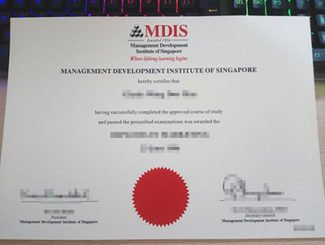 MDIS
founded 1956
Management Development
Institute of Singapore
Where lifelong learning begins
MANAGEMENT DEVELOPMENT INSTITUTE OF SINGAPORE
hereby certifies that
having successfully completed the approved course of study
and passed the prescribed examinations was awarded the
President
Management Development Institute of Singapore
Secretary-General
Management Development Institute of Singapore